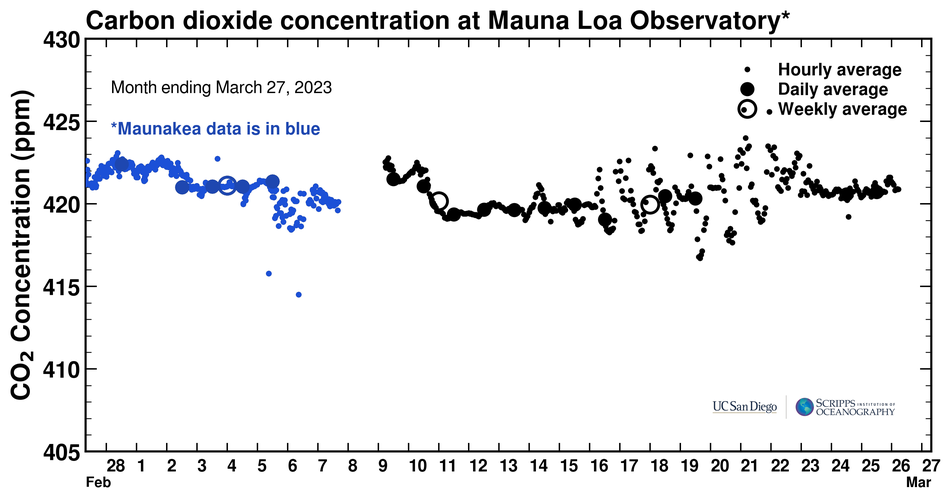 Carbon dioxide concentration at Mauna Loa Observatory*
430
425
420
415
410
405
CO₂ Concentration (ppm)
Month ending March 27, 2023
*Maunakea data is in blue
Hourly average
Daily average
Weekly average
UC San Diego
SCRIPPS INSTITUTION OF
OCEANOGRAPHY
28 1 2 3 4 5 6 7 8 9 10 11 12 13 14 15 16 17 18 19 20 21 22 23 24 25 26 27
Feb Mar